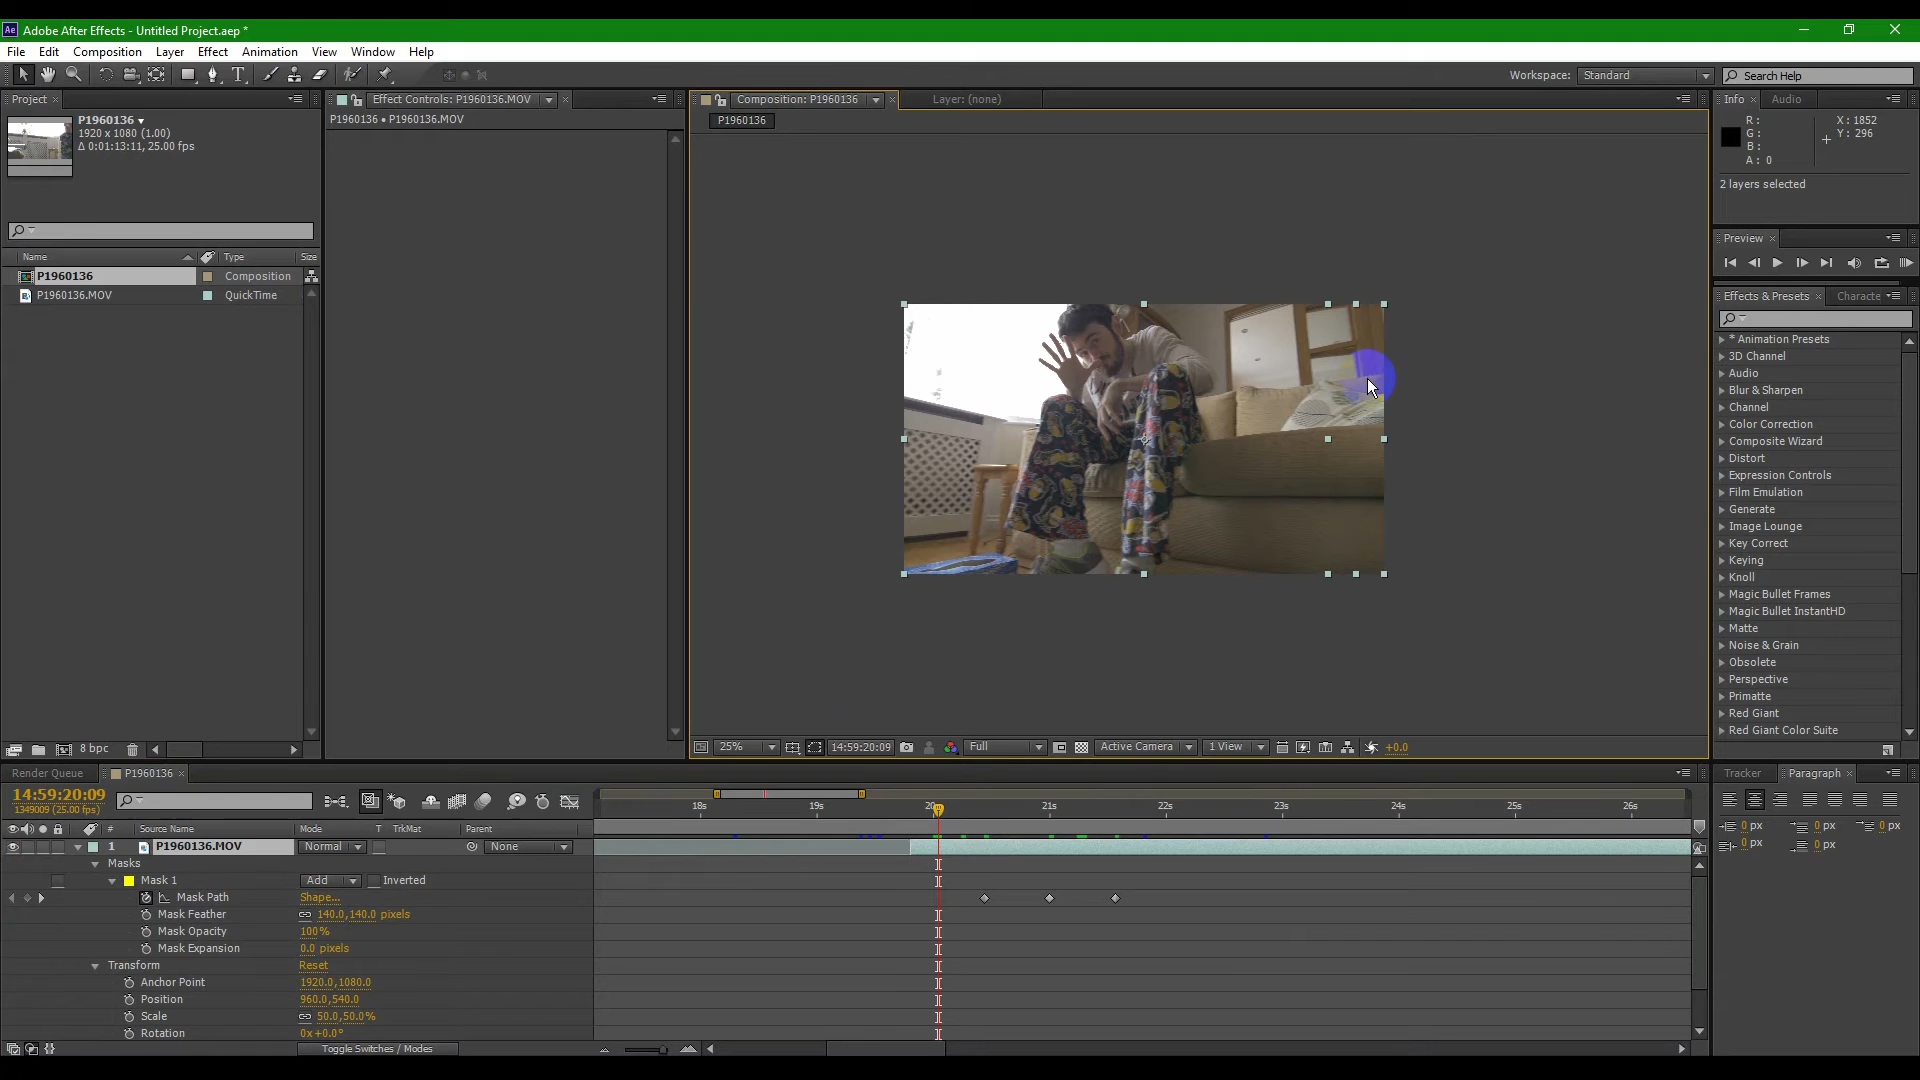 Adobe After Effects - Untitled Project.aep *
File Edit Composition Layer Effect Animation View Window Help
Workspace: Standard Search Help
Project
P1960136
1920 x 1080 (1.00)
Δ 0:01:13:11, 25.00 fps
Name Type Size
P1960136 Composition
P1960136.MOV QuickTime
8 bpc
Effect Controls: P1960136.MOV
P1960136 • P1960136.MOV
Composition: P1960136 Layer: (none)
P1960136
25% 14:59:20:09 Full Active Camera 1 View +0.0
Info Audio
R : X : 1852
G : Y : 296
B :
A : 0
2 layers selected
Preview
Effects & Presets Characte
* Animation Presets
3D Channel
Audio
Blur & Sharpen
Channel
Color Correction
Composite Wizard
Distort
Expression Controls
Film Emulation
Generate
Image Lounge
Key Correct
Keying
Knoll
Magic Bullet Frames
Magic Bullet InstantHD
Matte
Noise & Grain
Obsolete
Perspective
Primatte
Red Giant
Red Giant Color Suite
Render Queue P1960136
14:59:20:09
1349009 (25.00 fps)
18s 19s 20s 21s 22s 23s 24s 25s 26s
# Source Name Mode T TrkMat Parent
1 P1960136.MOV Normal None
Masks
Mask 1 Add Inverted
Mask Path Shape...
Mask Feather 140.0,140.0 pixels
Mask Opacity 100%
Mask Expansion 0.0 pixels
Transform Reset
Anchor Point 1920.0,1080.0
Position 960.0,540.0
Scale 50.0,50.0%
Rotation 0x+0.0°
Toggle Switches / Modes
Tracker Paragraph
0 px 0 px 0 px
0 px 0 px